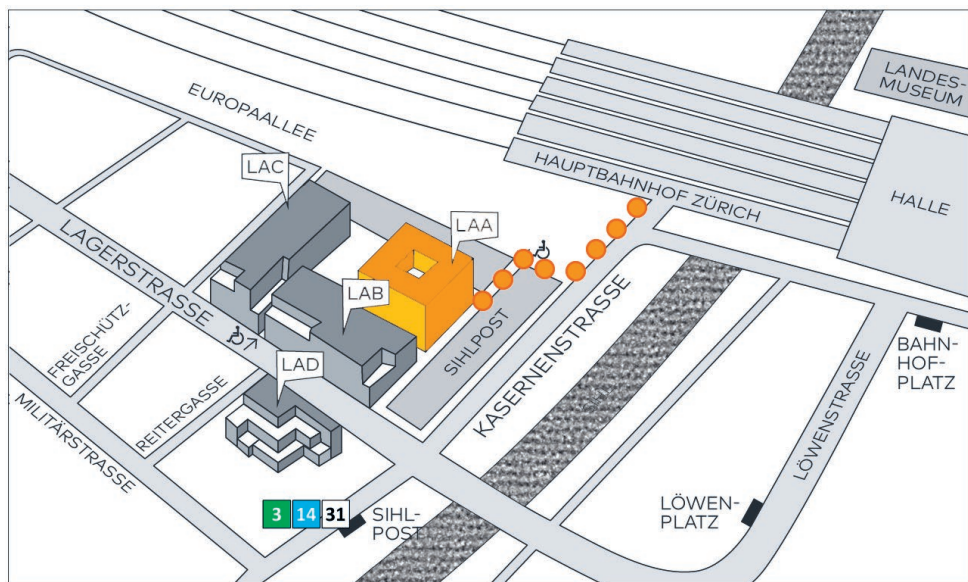 LANDES-
MUSEUM
EUROPAALLEE
LAC
HAUPTBAHNHOF ZÜRICH
HALLE
LAA
LAGERSTRASSE
LAB
SIHLPOST
KASERNENSTRASSE
FREISCHÜTZ-
GASSE
LAD
BAHN-
HOF-
PLATZ
MILITÄRSTRASSE
REITERGASSE
LÖWENSTRASSE
LÖWEN-
PLATZ
3 14 31
SIHL-
POST